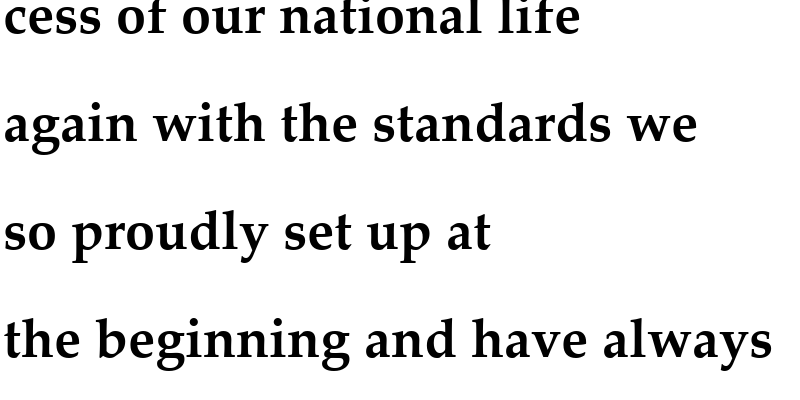 cess of our national life
again with the standards we
so proudly set up at
the beginning and have always